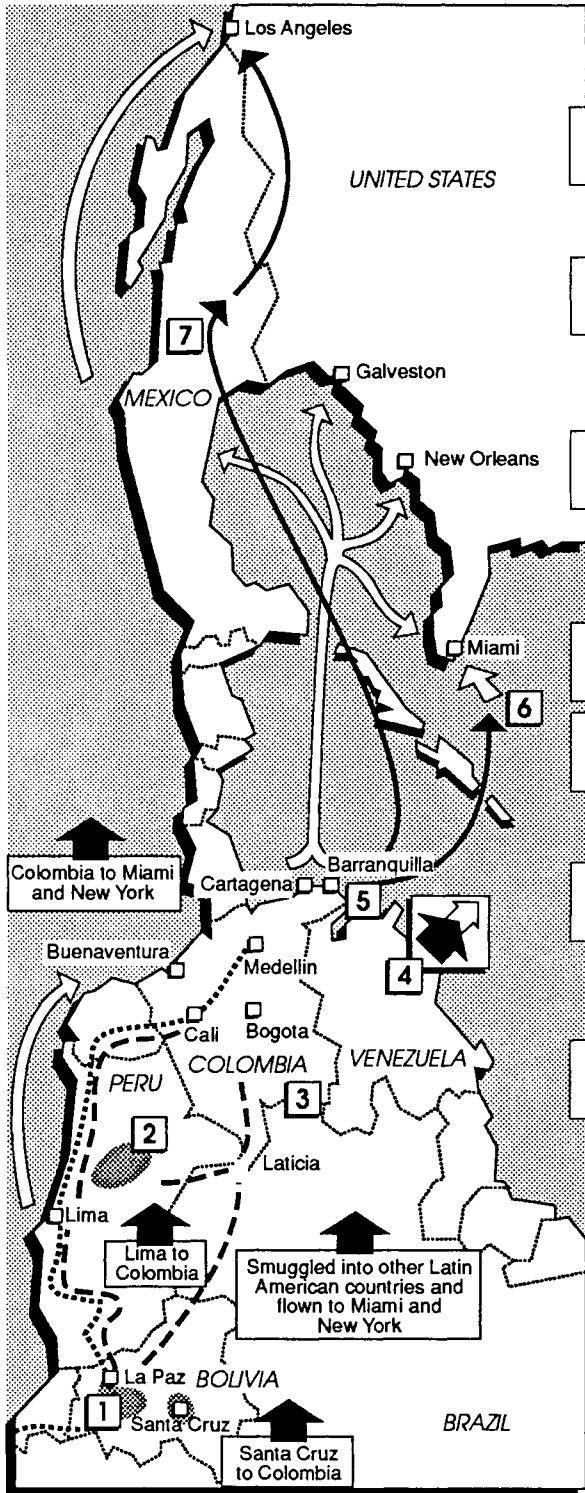 Los Angeles
UNITED STATES
7
Galveston
MEXICO
New Orleans
Miami
6
Colombia to Miami
and New York
Barranquilla
Cartagena
5
Buenaventura
Medellin
4
Cali
Bogota
COLOMBIA
VENEZUELA
PERU
3
2
Laticia
Lima
Lima to
Colombia
Smuggled into other Latin
American countries and
flown to Miami and
New York
La Paz
BOLIVIA
1
Santa Cruz
BRAZIL
Santa Cruz
to Colombia